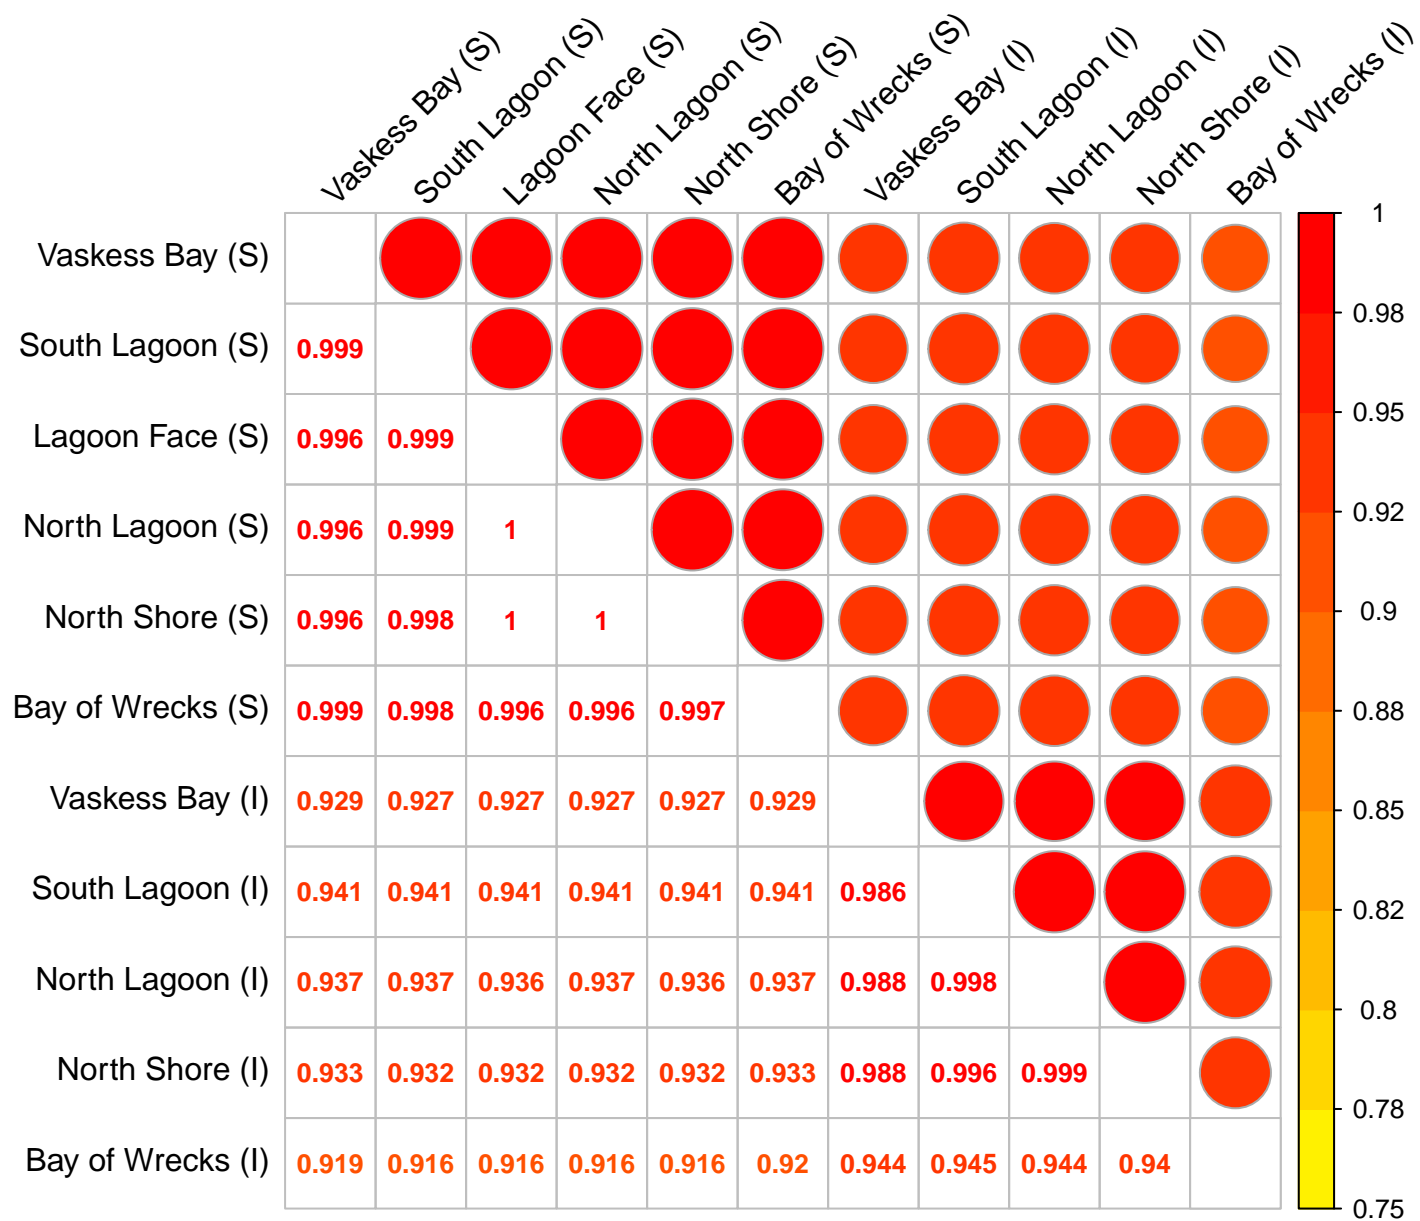 Vaskess Bay (S)
South Lagoon (S)
Lagoon Face (S)
North Lagoon (S)
North Shore (S)
Bay of Wrecks (S)
Vaskess Bay (I)
South Lagoon (I)
North Lagoon (I)
North Shore (I)
Bay of Wrecks (I)
Vaskess Bay (S)
South Lagoon (S) 0.999
Lagoon Face (S) 0.996 0.999
North Lagoon (S) 0.996 0.999 1
North Shore (S) 0.996 0.998 1 1
Bay of Wrecks (S) 0.999 0.998 0.996 0.996 0.997
Vaskess Bay (I) 0.929 0.927 0.927 0.927 0.927 0.929
South Lagoon (I) 0.941 0.941 0.941 0.941 0.941 0.941 0.986
North Lagoon (I) 0.937 0.937 0.936 0.937 0.936 0.937 0.988 0.998
North Shore (I) 0.933 0.932 0.932 0.932 0.932 0.933 0.988 0.996 0.999
Bay of Wrecks (I) 0.919 0.916 0.916 0.916 0.916 0.92 0.944 0.945 0.944 0.94
1
0.98
0.95
0.92
0.9
0.88
0.85
0.82
0.8
0.78
0.75